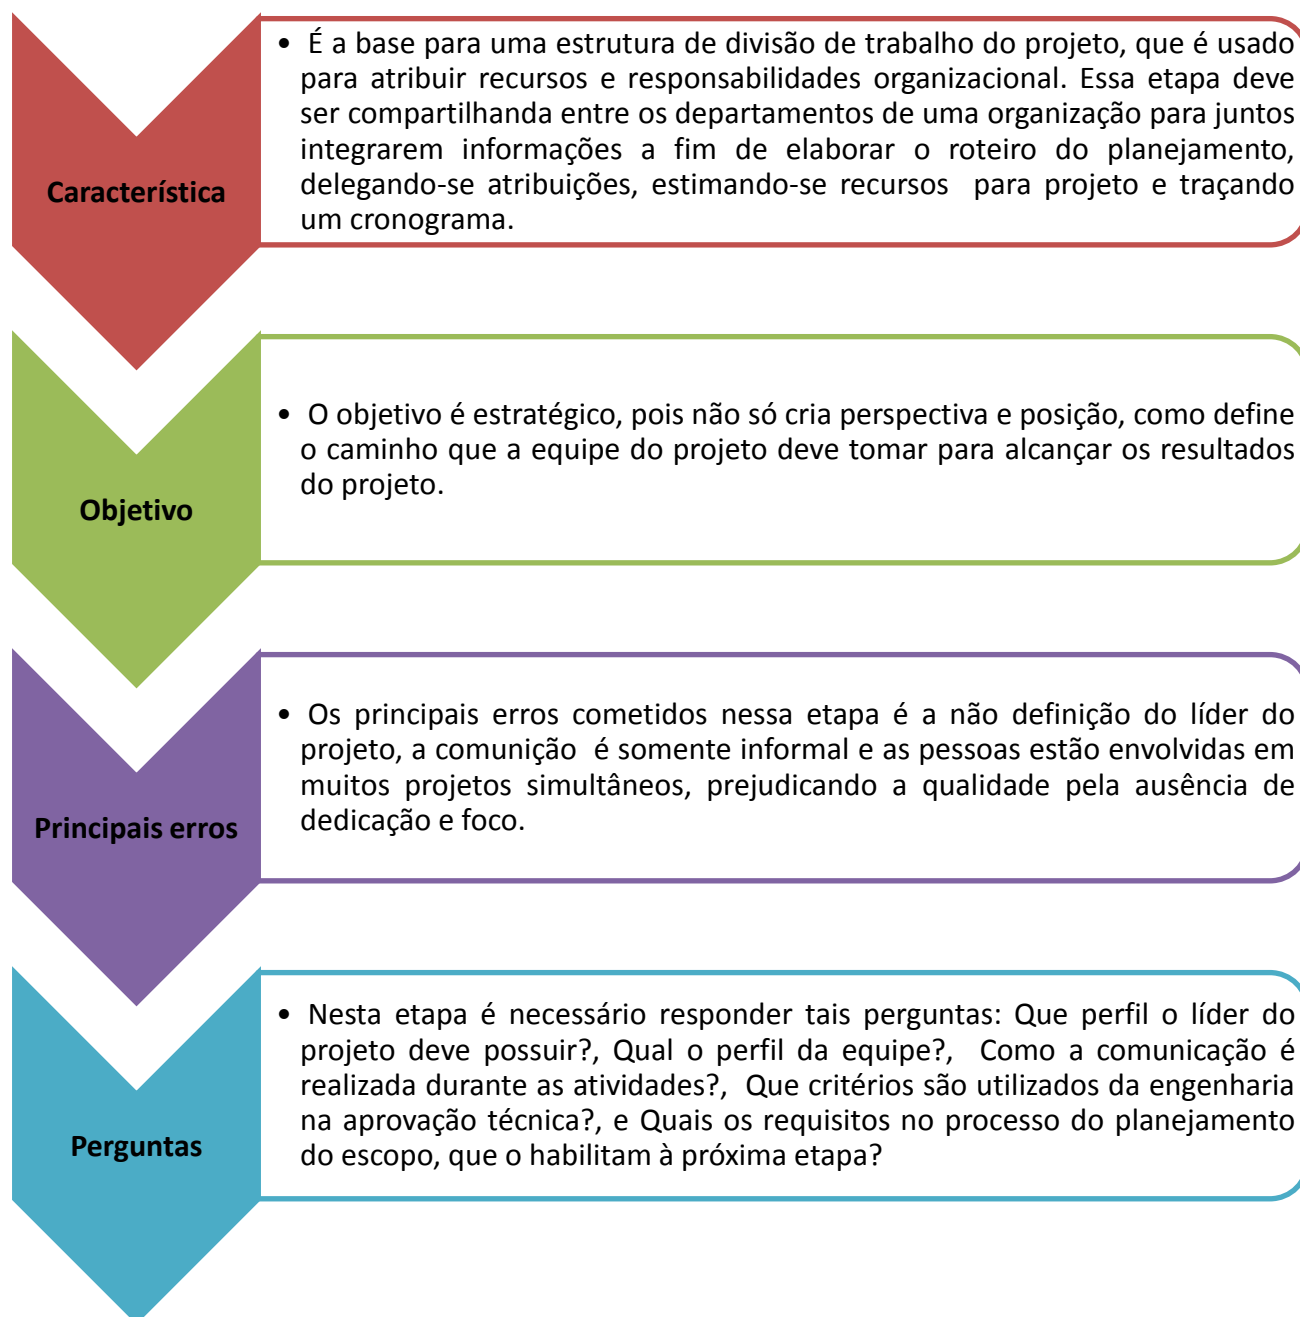 Característica
• É a base para uma estrutura de divisão de trabalho do projeto, que é usado
para atribuir recursos e responsabilidades organizacional. Essa etapa deve
ser compartilhanda entre os departamentos de uma organização para juntos
integrarem informações a fim de elaborar o roteiro do planejamento,
delegando-se atribuições, estimando-se recursos para projeto e traçando
um cronograma.
Objetivo
• O objetivo é estratégico, pois não só cria perspectiva e posição, como define
o caminho que a equipe do projeto deve tomar para alcançar os resultados
do projeto.
Principais erros
• Os principais erros cometidos nessa etapa é a não definição do líder do
projeto, a comunição é somente informal e as pessoas estão envolvidas em
muitos projetos simultâneos, prejudicando a qualidade pela ausência de
dedicação e foco.
Perguntas
• Nesta etapa é necessário responder tais perguntas: Que perfil o líder do
projeto deve possuir?, Qual o perfil da equipe?, Como a comunicação é
realizada durante as atividades?, Que critérios são utilizados da engenharia
na aprovação técnica?, e Quais os requisitos no processo do planejamento
do escopo, que o habilitam à próxima etapa?